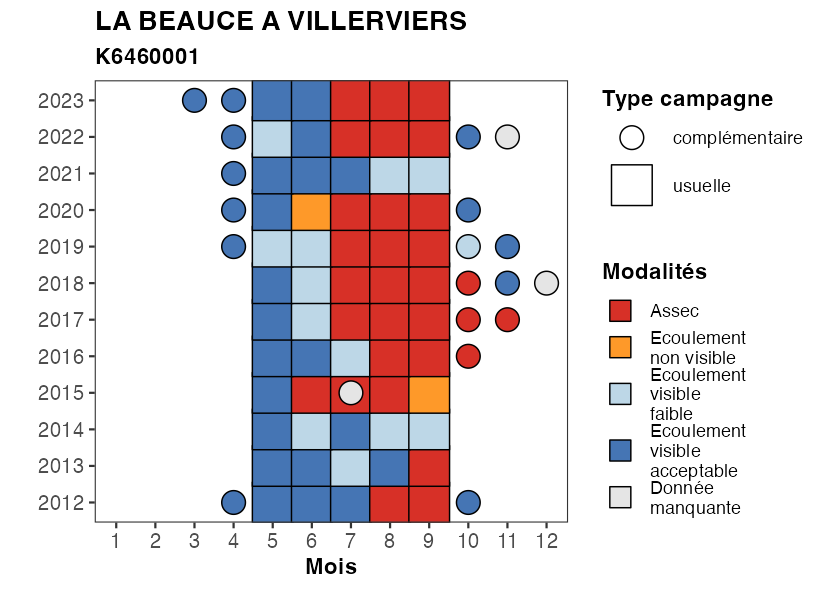 LA BEAUCE A VILLERVIERS
K6460001
2023
2022
2021
2020
2019
2018
2017
2016
2015
2014
2013
2012
1 2 3 4 5 6 7 8 9 10 11 12
Mois
Type campagne
complémentaire
usuelle
Modalités
Assec
Ecoulement
non visible
Ecoulement
visible
faible
Ecoulement
visible
acceptable
Donnée
manquante